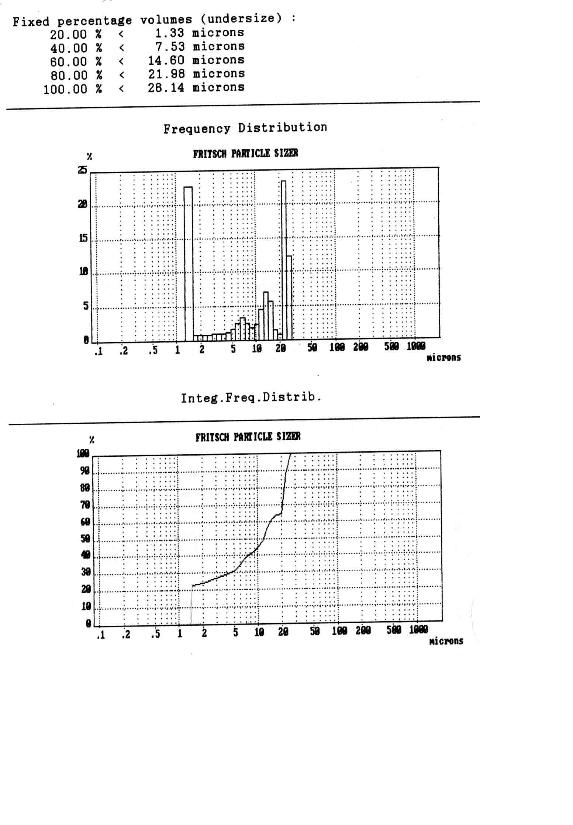 Fixed percentage volumes (undersize) :
20.00 % < 1.33 microns
40.00 % < 7.53 microns
60.00 % < 14.60 microns
80.00 % < 21.98 microns
100.00 % < 28.14 microns
Frequency Distribution
% FRITSCH PARTICLE SIZER
25
20
15
10
5
0
.1 .2 .5 1 2 5 10 20 50 100 200 500 1000
microns
Integ.Freq.Distrib.
% FRITSCH PARTICLE SIZER
100
90
80
70
60
50
40
30
20
10
0
.1 .2 .5 1 2 5 10 20 50 100 200 500 1000
microns